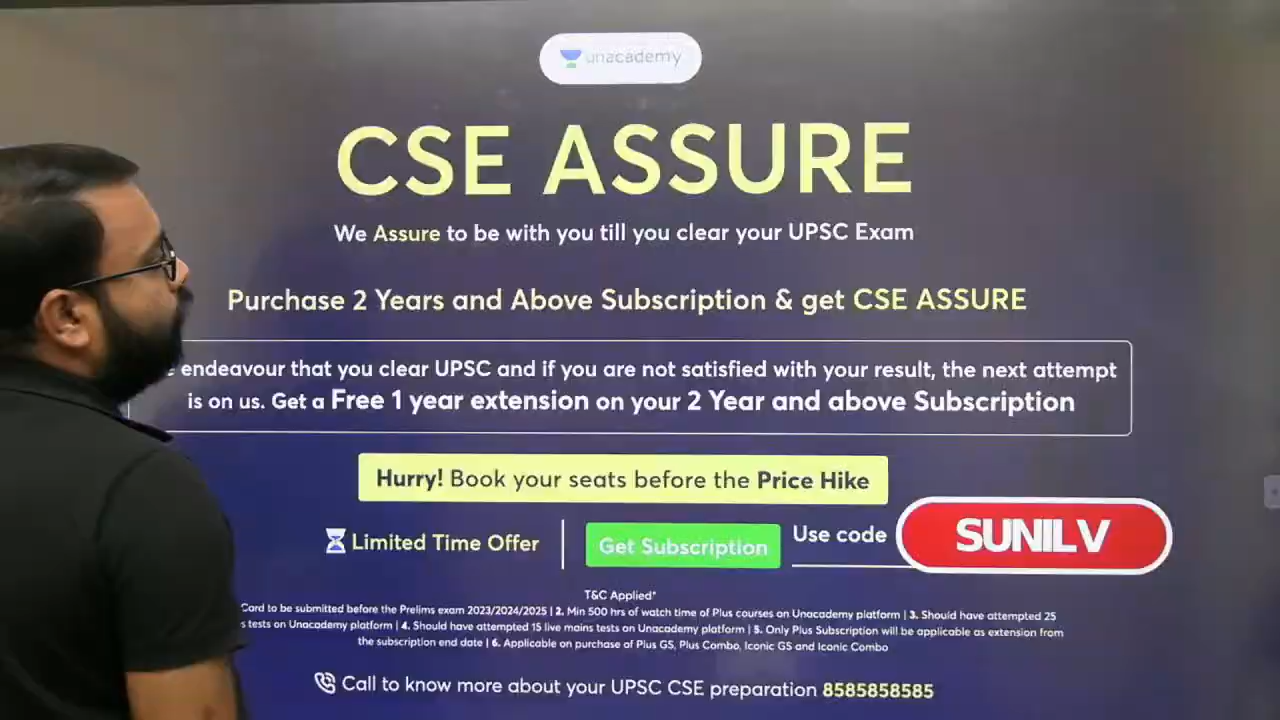 unacademy
CSE ASSURE
We Assure to be with you till you clear your UPSC Exam
Purchase 2 Years and Above Subscription & get CSE ASSURE
endeavour that you clear UPSC and if you are not satisfied with your result, the next attempt
is on us. Get a Free 1 year extension on your 2 Year and above Subscription
Hurry! Book your seats before the Price Hike
Limited Time Offer
Get Subscription
Use code
SUNILV
T&C Applied*
Card to be submitted before the Prelims exam 2023/2024/2025 | 2. Min 500 hrs of watch time of Plus courses on Unacademy platform | 3. Should have attempted 25
tests on Unacademy platform | 4. Should have attempted 15 live mains tests on Unacademy platform | 5. Only Plus Subscription will be applicable as extension from
the subscription end date | 6. Applicable on purchase of Plus GS, Plus Combo, Iconic GS and Iconic Combo
Call to know more about your UPSC CSE preparation 8585858585